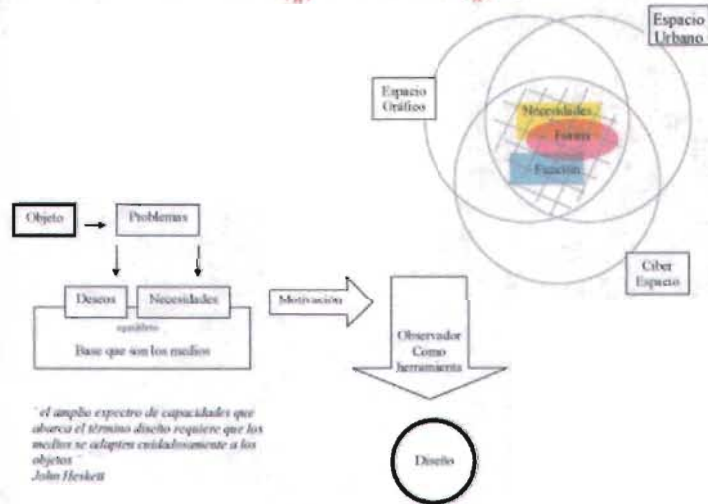 Espacio
Urbano
Espacio
Gráfico
Necesidades
Forma
Función
Objeto
Problemas
Ciber
Espacio
Deseos
Necesidades
Motivación
equilibrio
Base que son los medios
Observador
Como
herramienta
" el amplio espectro de capacidades que
abarca el término diseño requiere que los
medios se adapten cuidadosamente a los
objetos "
John Heskett
Diseño